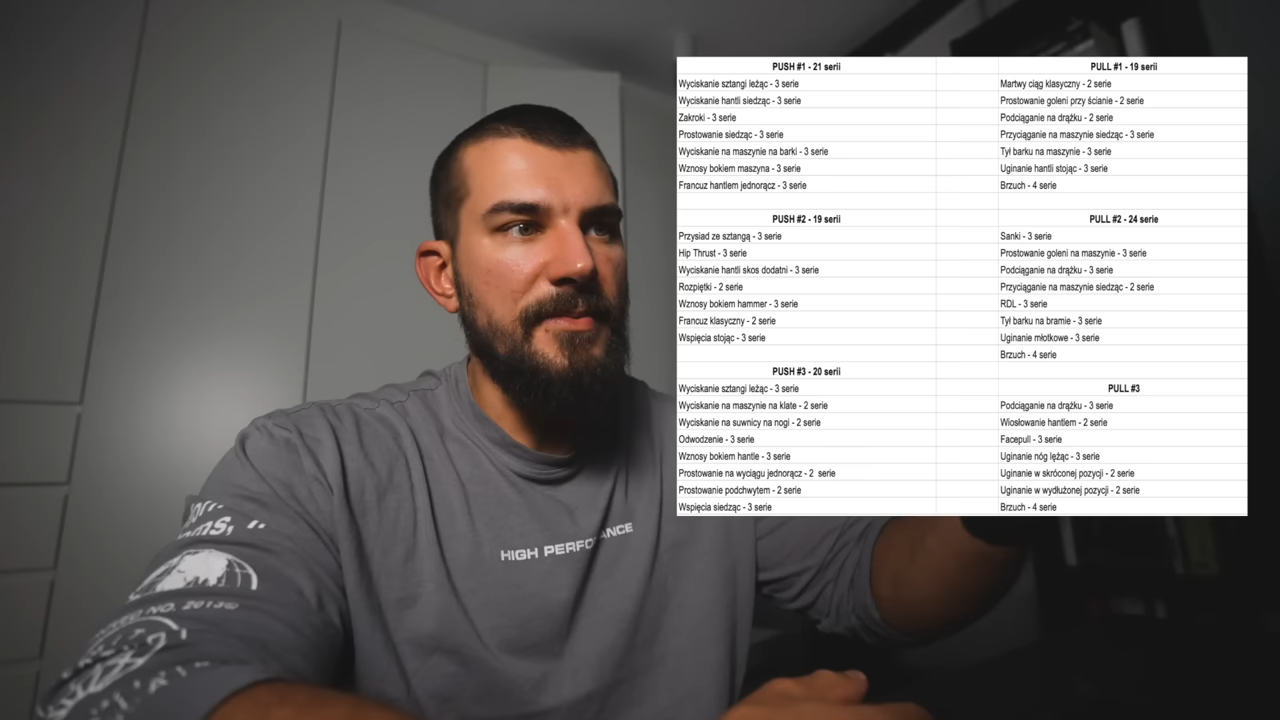 PUSH #1 - 21 serii
Wyciskanie sztangi leżąc - 3 serie
Wyciskanie hantli siedząc - 3 serie
Zakroki - 3 serie
Prostowanie siedząc - 3 serie
Wyciskanie na maszynie na barki - 3 serie
Wznosy bokiem maszyna - 3 serie
Francuz hantlem jednorącz - 3 serie
PUSH #2 - 19 serii
Przysiad ze sztangą - 3 serie
Hip Thrust - 3 serie
Wyciskanie hantli skos dodatni - 3 serie
Rozpiętki - 2 serie
Wznosy bokiem hammer - 3 serie
Francuz klasyczny - 2 serie
Wspięcia stojąc - 3 serie
PUSH #3 - 20 serii
Wyciskanie sztangi leżąc - 3 serie
Wyciskanie na maszynie na klate - 2 serie
Wyciskanie na suwnicy na nogi - 2 serie
Odwodzenie - 3 serie
Wznosy bokiem hantle - 3 serie
Prostowanie na wyciągu jednorącz - 2 serie
Prostowanie podchwytem - 2 serie
Wspięcia siedząc - 3 serie
PULL #1 - 19 serii
Martwy ciąg klasyczny - 2 serie
Prostowanie goleni przy ścianie - 2 serie
Podciąganie na drążku - 2 serie
Przyciąganie na maszynie siedząc - 3 serie
Tył barku na maszynie - 3 serie
Uginanie hantli stojąc - 3 serie
Brzuch - 4 serie
PULL #2 - 24 serie
Sanki - 3 serie
Prostowanie goleni na maszynie - 3 serie
Podciąganie na drążku - 3 serie
Przyciąganie na maszynie siedząc - 2 serie
RDL - 3 serie
Tył barku na bramie - 3 serie
Uginanie młotkowe - 3 serie
Brzuch - 4 serie
PULL #3
Podciąganie na drążku - 3 serie
Wiosłowanie hantlem - 2 serie
Facepull - 3 serie
Uginanie nóg lężąc - 3 serie
Uginanie w skróconej pozycji - 2 serie
Uginanie w wydłużonej pozycji - 2 serie
Brzuch - 4 serie
HIGH PERFORMANCE
NO. 2013©